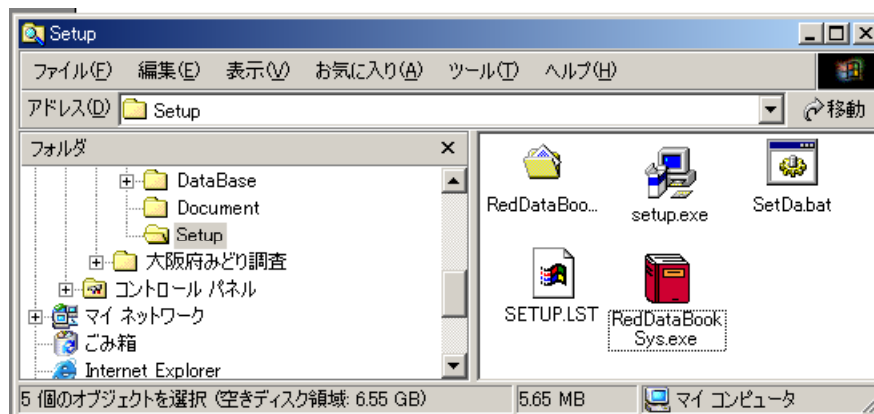 Setup
ファイル(F) 編集(E) 表示(V) お気に入り(A) ツール(T) ヘルプ(H)
アドレス(D) Setup 移動
フォルダ
DataBase
Document
Setup
大阪府みどり調査
コントロール パネル
マイ ネットワーク
ごみ箱
Internet Explorer
RedDataBoo...
setup.exe
SetDa.bat
SETUP.LST
RedDataBook
Sys.exe
5 個のオブジェクトを選択 (空きディスク領域: 6.55 GB) 5.65 MB マイ コンピュータ